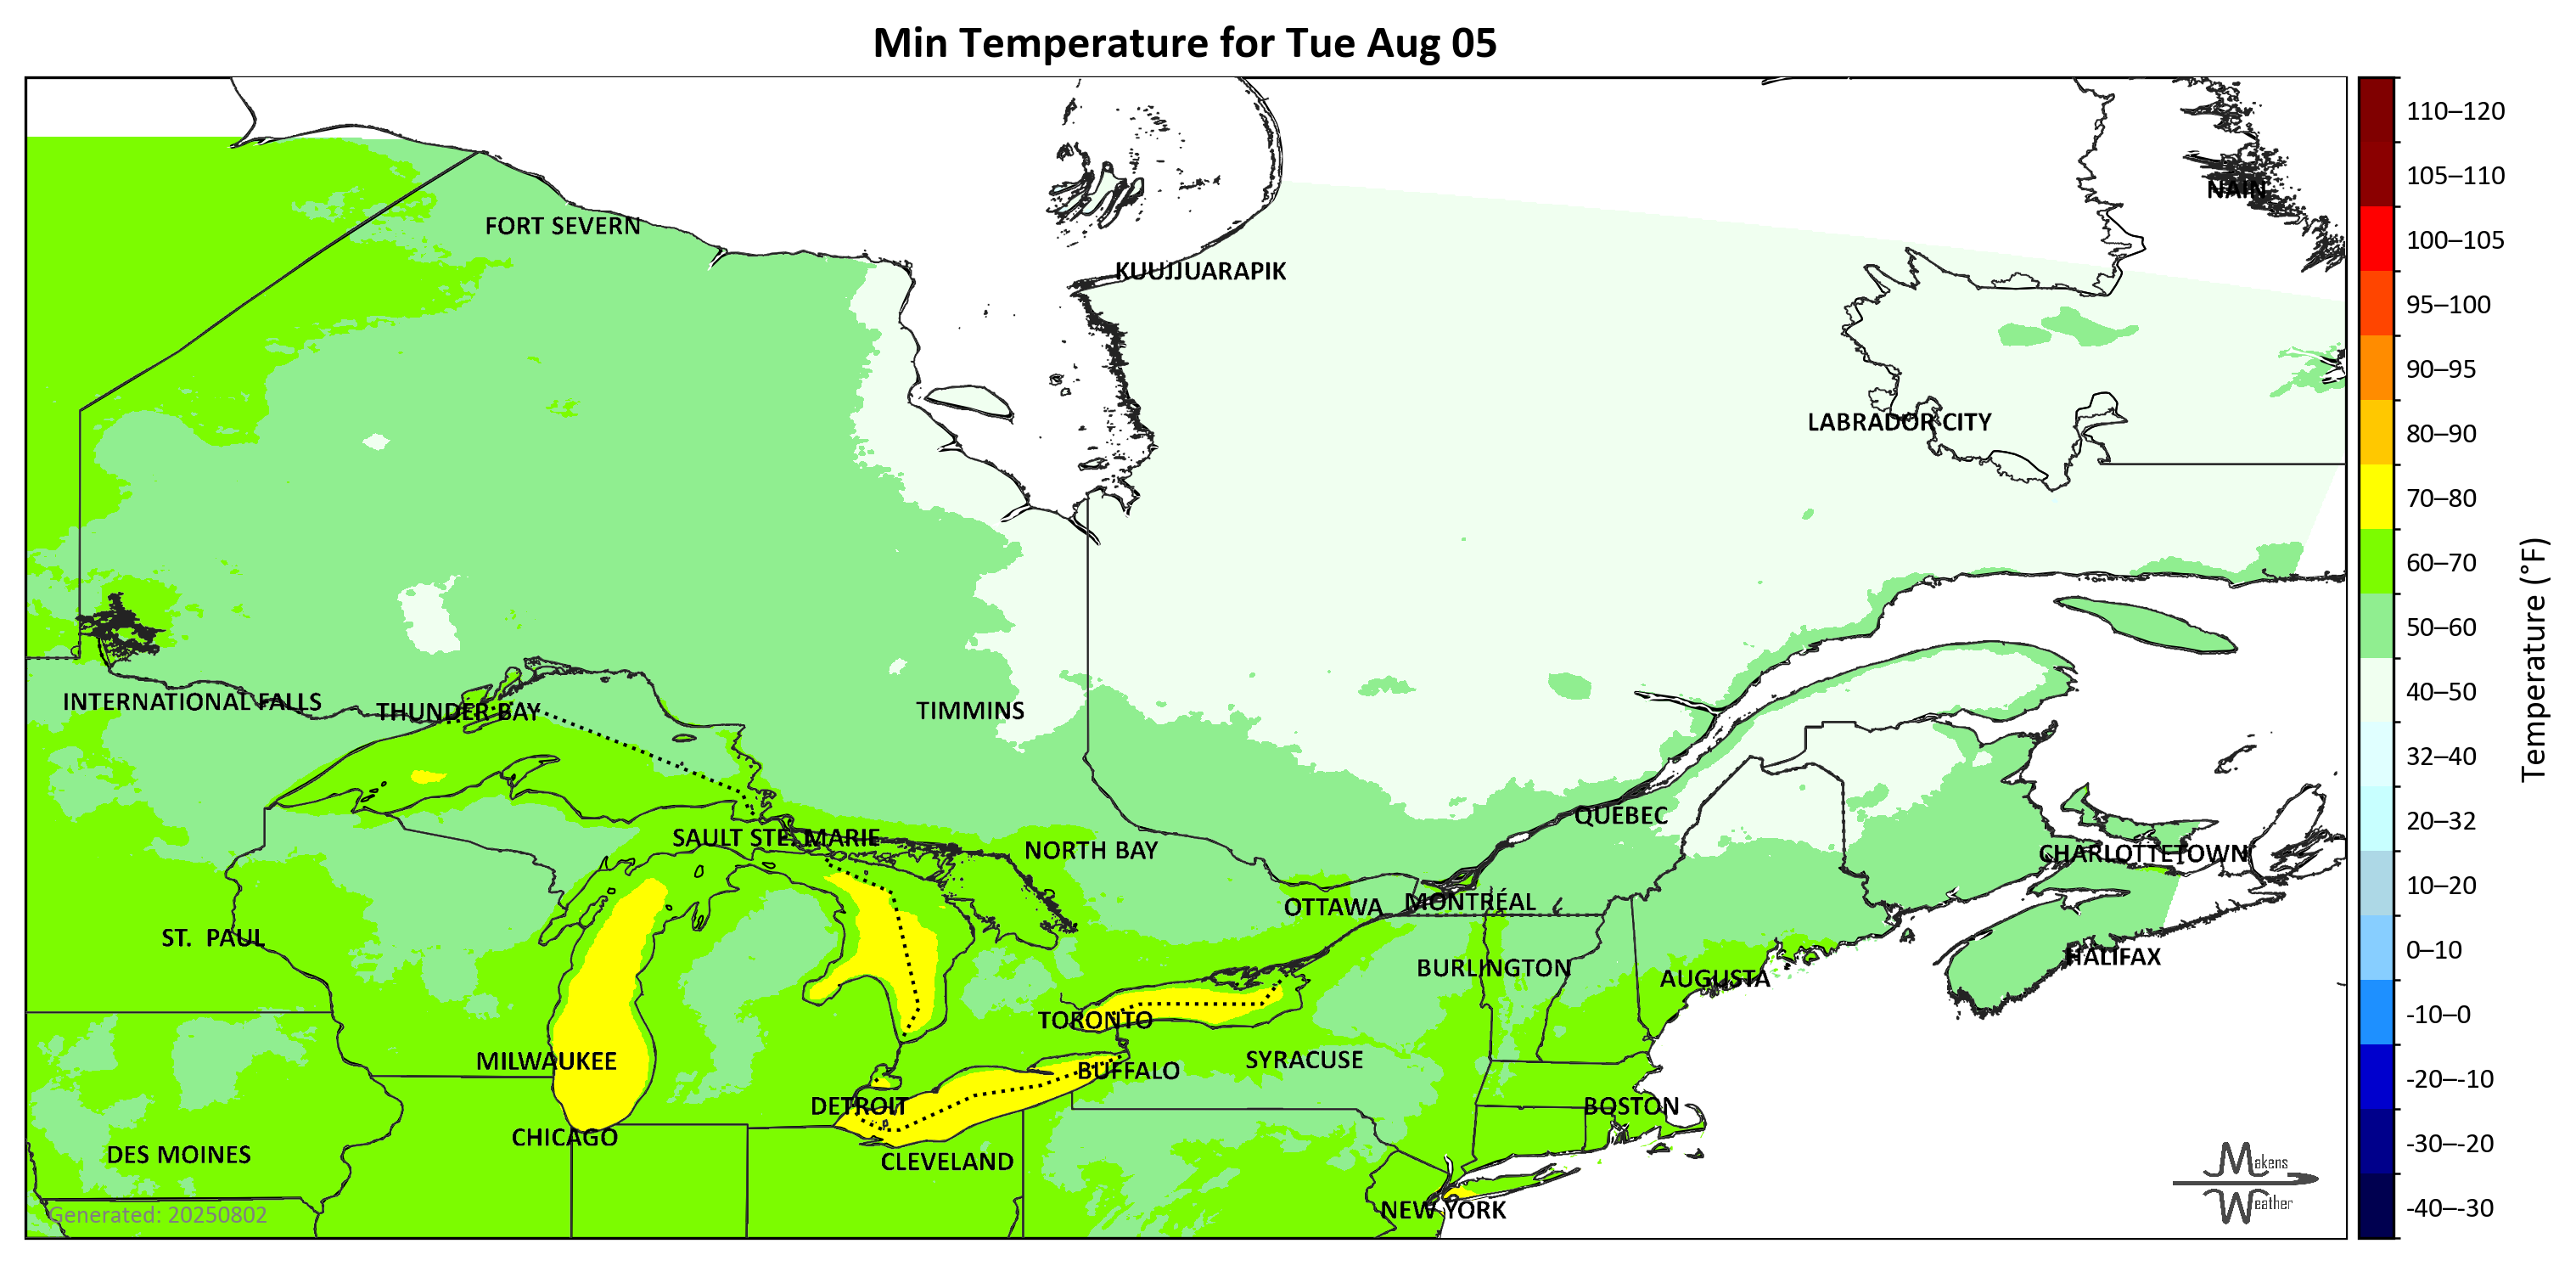 Min Temperature for Tue Aug 05
FORT SEVERN
NAIN
KUUJJUARAPIK
LABRADOR CITY
INTERNATIONAL FALLS
THUNDER BAY
TIMMINS
QUÉBEC
SAULT STE. MARIE
NORTH BAY
CHARLOTTETOWN
OTTAWA
MONTRÉAL
ST. PAUL
HALIFAX
BURLINGTON
AUGUSTA
TORONTO
MILWAUKEE
SYRACUSE
BUFFALO
DETROIT
BOSTON
CHICAGO
DES MOINES
CLEVELAND
NEW YORK
Generated: 20250802
Makens
Weather
110–120
105–110
100–105
95–100
90–95
80–90
70–80
60–70
50–60
40–50
32–40
20–32
10–20
0–10
-10–0
-20–-10
-30–-20
-40–-30
Temperature (°F)